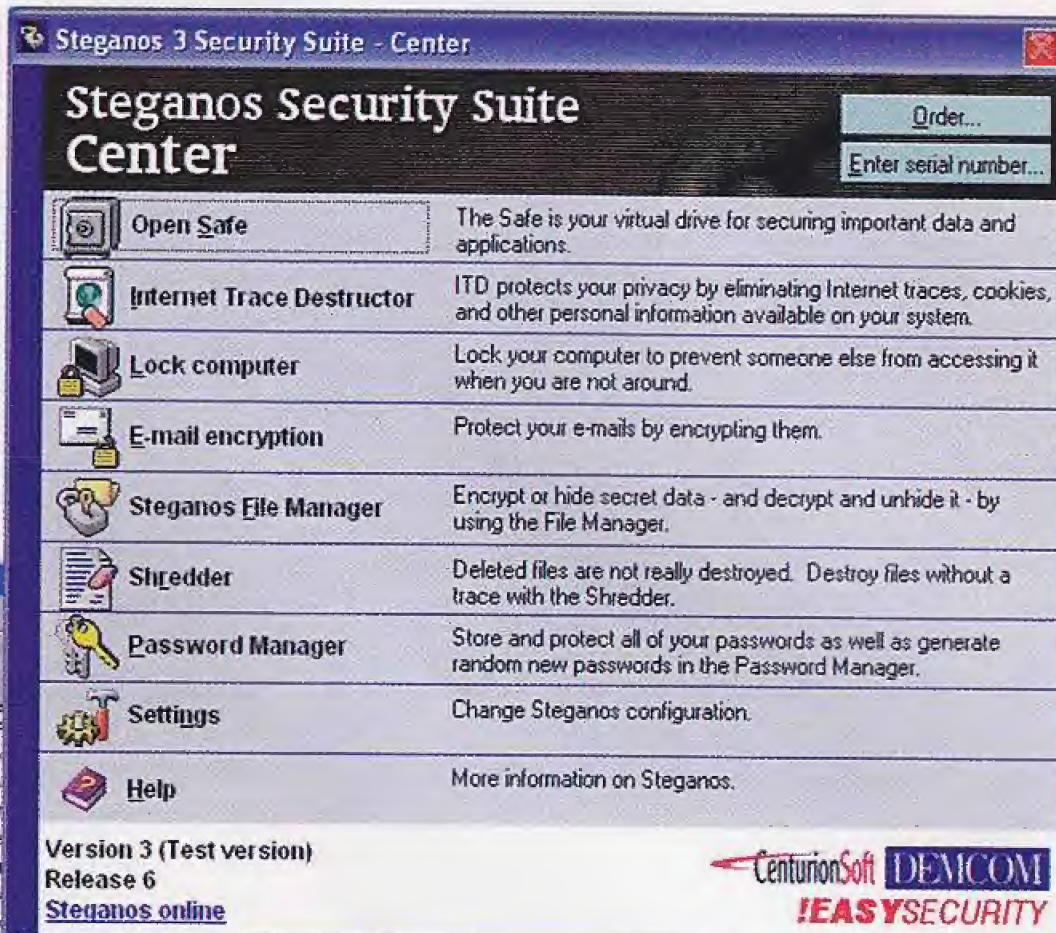 Steganos 3 Security Suite - Center
Steganos Security Suite
Center
Order...
Enter serial number...
Open Safe
The Safe is your virtual drive for securing important data and
applications.
Internet Trace Destructor
ITD protects your privacy by eliminating Internet traces, cookies,
and other personal information available on your system.
Lock computer
Lock your computer to prevent someone else from accessing it
when you are not around.
E-mail encryption
Protect your e-mails by encrypting them.
Steganos File Manager
Encrypt or hide secret data - and decrypt and unhide it - by
using the File Manager.
Shredder
Deleted files are not really destroyed. Destroy files without a
trace with the Shredder.
Password Manager
Store and protect all of your passwords as well as generate
random new passwords in the Password Manager.
Settings
Change Steganos configuration.
Help
More information on Steganos.
Version 3 (Test version)
Release 6
Steganos online
CenturionSoft DEMCOM
!EASYSECURITY